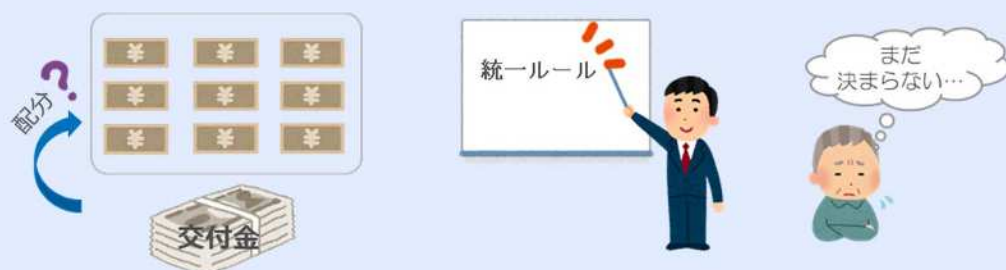 配分?
¥ ¥ ¥
¥ ¥ ¥
¥ ¥ ¥
交付金
統一ルール
まだ
決まらない…